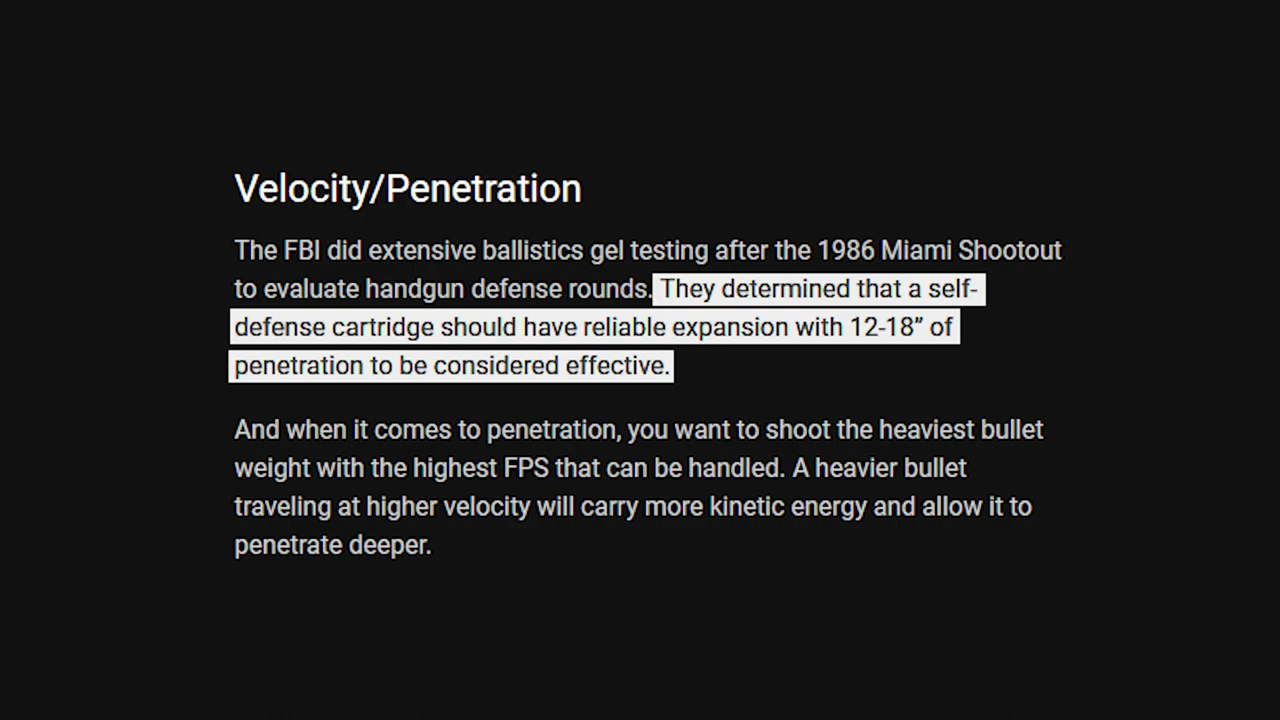 Velocity/Penetration
The FBI did extensive ballistics gel testing after the 1986 Miami Shootout
to evaluate handgun defense rounds. They determined that a self-
defense cartridge should have reliable expansion with 12-18” of
penetration to be considered effective.
And when it comes to penetration, you want to shoot the heaviest bullet
weight with the highest FPS that can be handled. A heavier bullet
traveling at higher velocity will carry more kinetic energy and allow it to
penetrate deeper.